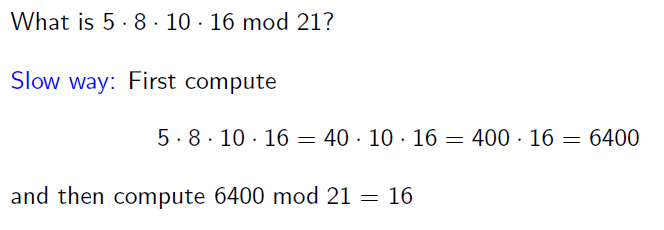 What is 5 · 8 · 10 · 16 mod 21?
Slow way: First compute
5 · 8 · 10 · 16 = 40 · 10 · 16 = 400 · 16 = 6400
and then compute 6400 mod 21 = 16